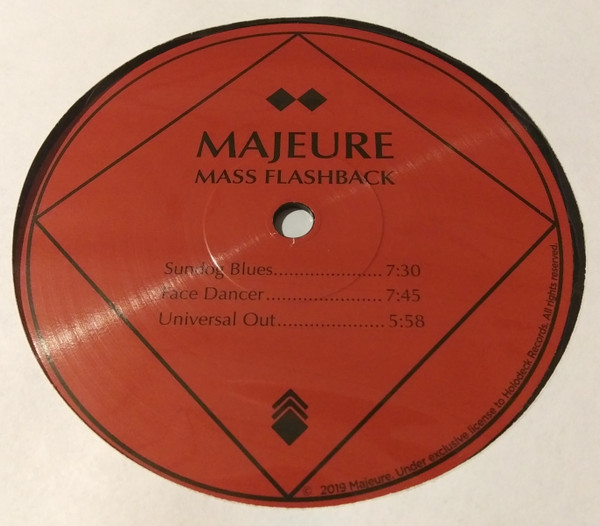 MAJEURE
MASS FLASHBACK
Sundog Blues......................7:30
Face Dancer........................7:45
Universal Out......................5:58
© 2019 Majeure. Under exclusive license to Holodeck Records. All rights reserved.